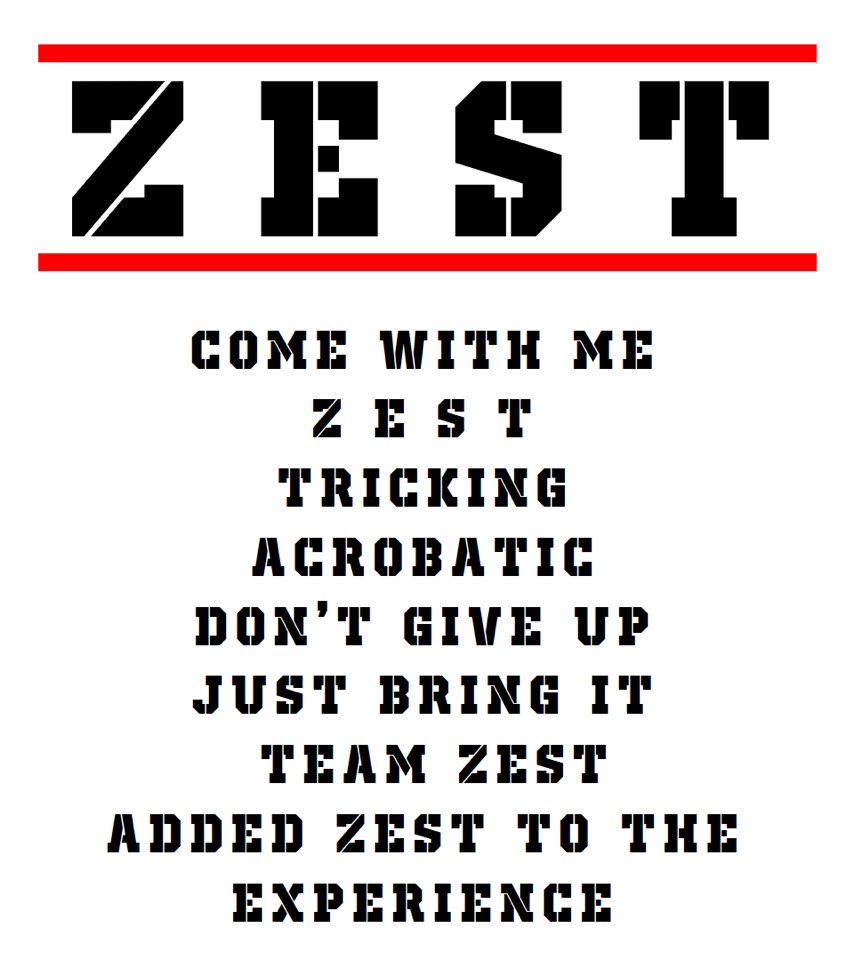 ZEST
COME WITH ME
Z E S T
TRICKING
ACROBATIC
DON'T GIVE UP
JUST BRING IT
TEAM ZEST
ADDED ZEST TO THE
EXPERIENCE